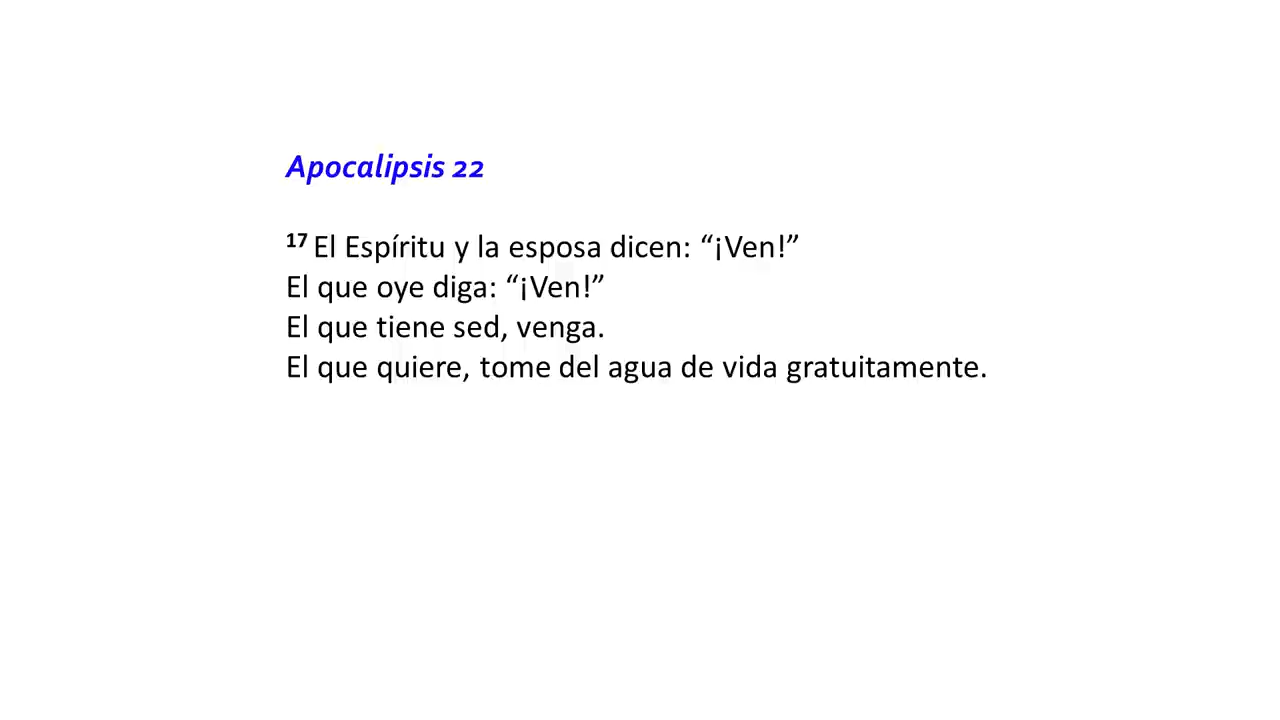 Apocalipsis 22
17 El Espíritu y la esposa dicen: “¡Ven!”
El que oye diga: “¡Ven!”
El que tiene sed, venga.
El que quiere, tome del agua de vida gratuitamente.